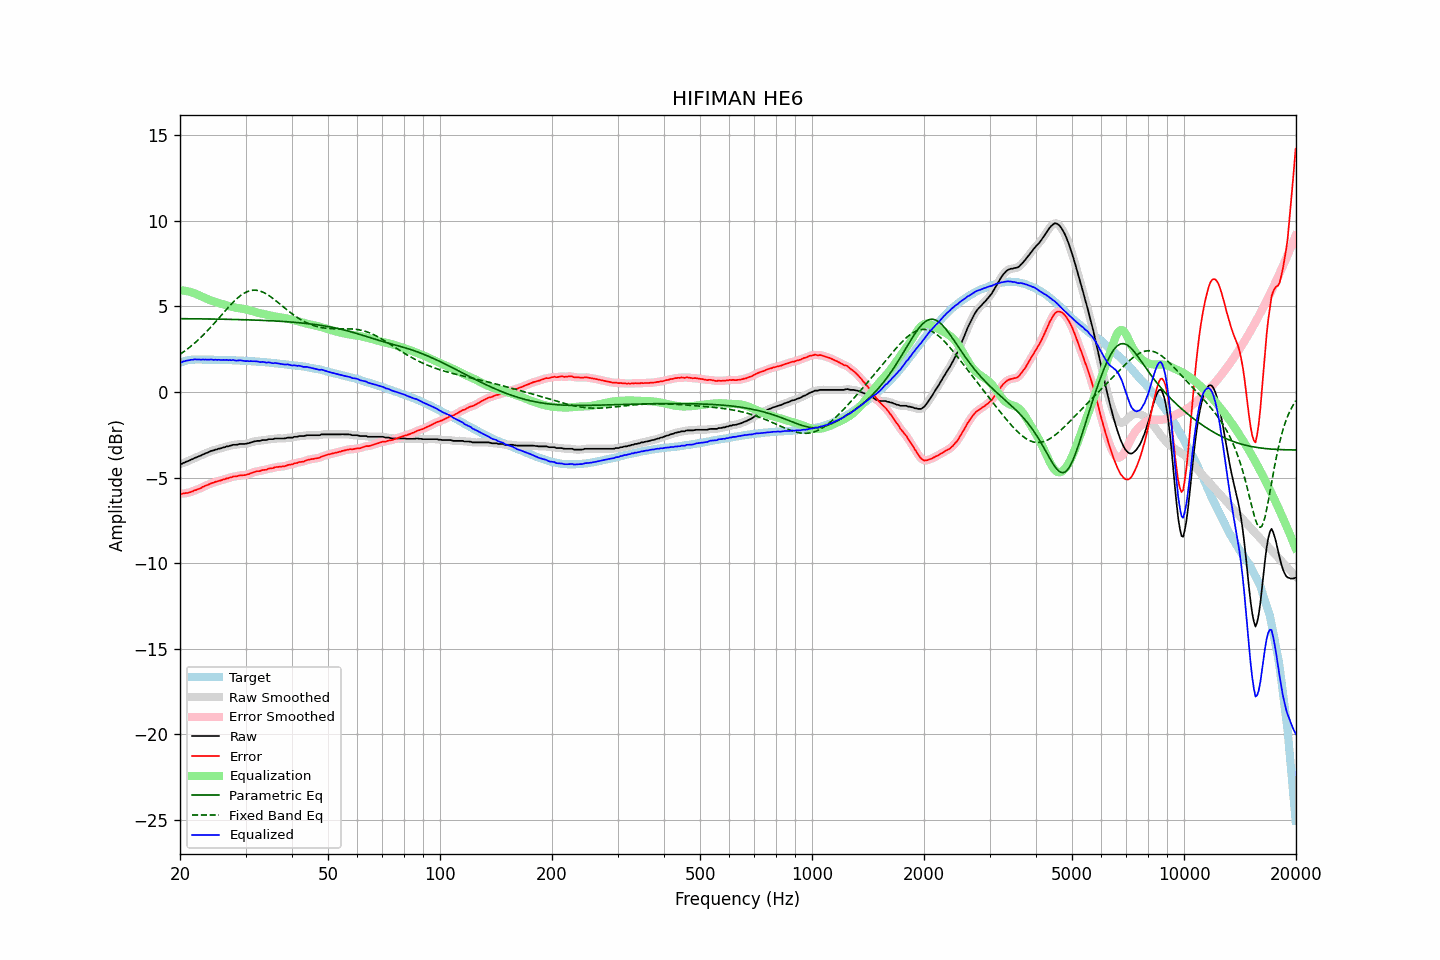 HIFIMAN HE6
Amplitude (dBr)
15
10
5
0
−5
−10
−15
−20
−25
Target
Raw Smoothed
Error Smoothed
Raw
Error
Equalization
Parametric Eq
Fixed Band Eq
Equalized
20
50
100
200
500
1000
2000
5000
10000
20000
Frequency (Hz)